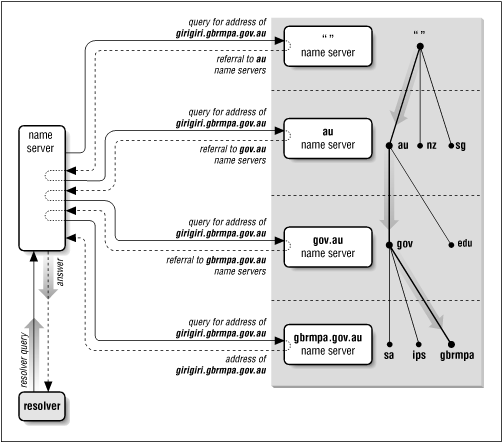 query for address of
girigiri.gbrmpa.gov.au
“ ”
name server
“ ”
referral to au
name servers
query for address of
girigiri.gbrmpa.gov.au
au
name server
au
nz
sg
name
server
referral to gov.au
name servers
query for address of
girigiri.gbrmpa.gov.au
gov.au
name server
gov
edu
referral to gbrmpa.gov.au
name servers
answer
resolver query
query for address of
girigiri.gbrmpa.gov.au
gbrmpa.gov.au
name server
sa
ips
gbrmpa
address of
girigiri.gbrmpa.gov.au
resolver